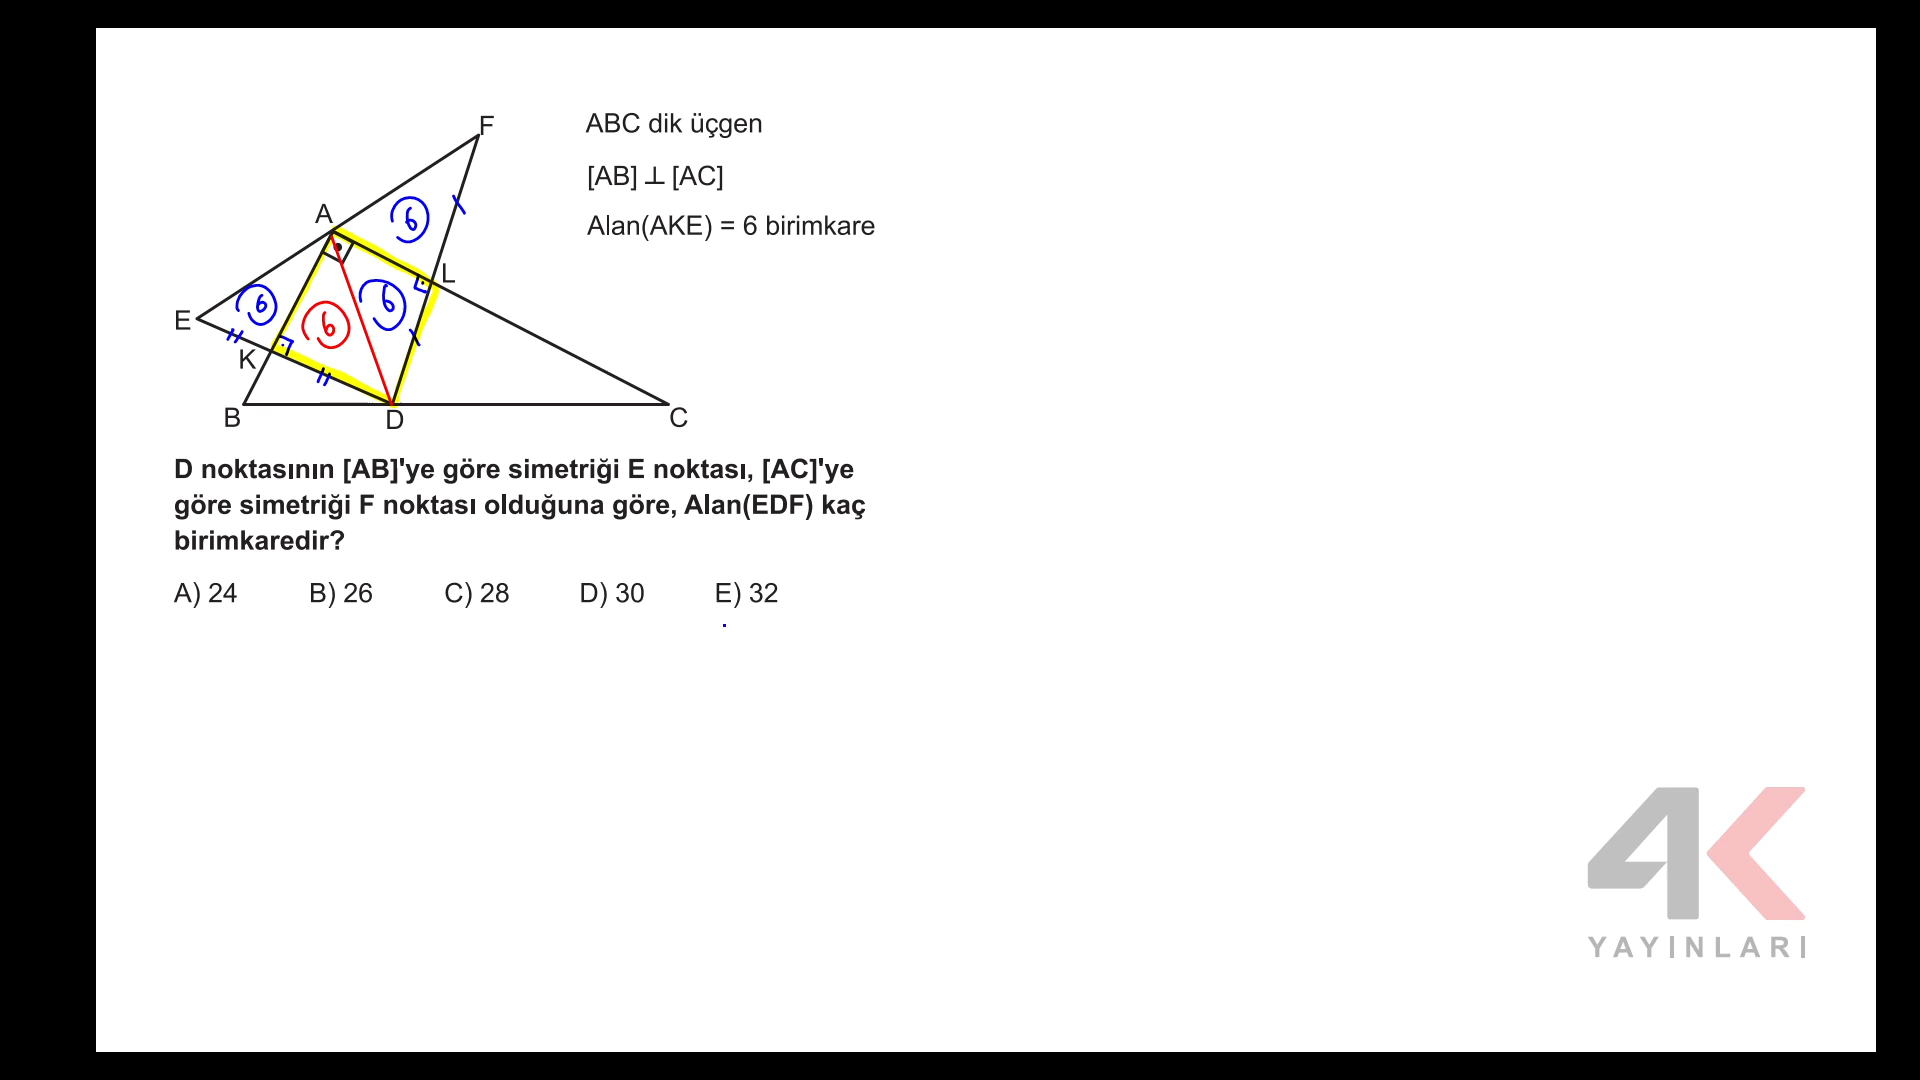 F
ABC dik üçgen
[AB] ⊥ [AC]
6
A
Alan(AKE) = 6 birimkare
L
6
6
6
E
K
B
D
C
D noktasının [AB]'ye göre simetriği E noktası, [AC]'ye
göre simetriği F noktası olduğuna göre, Alan(EDF) kaç
birimkaredir?
A) 24 B) 26 C) 28 D) 30 E) 32
4K
YAYINLARI